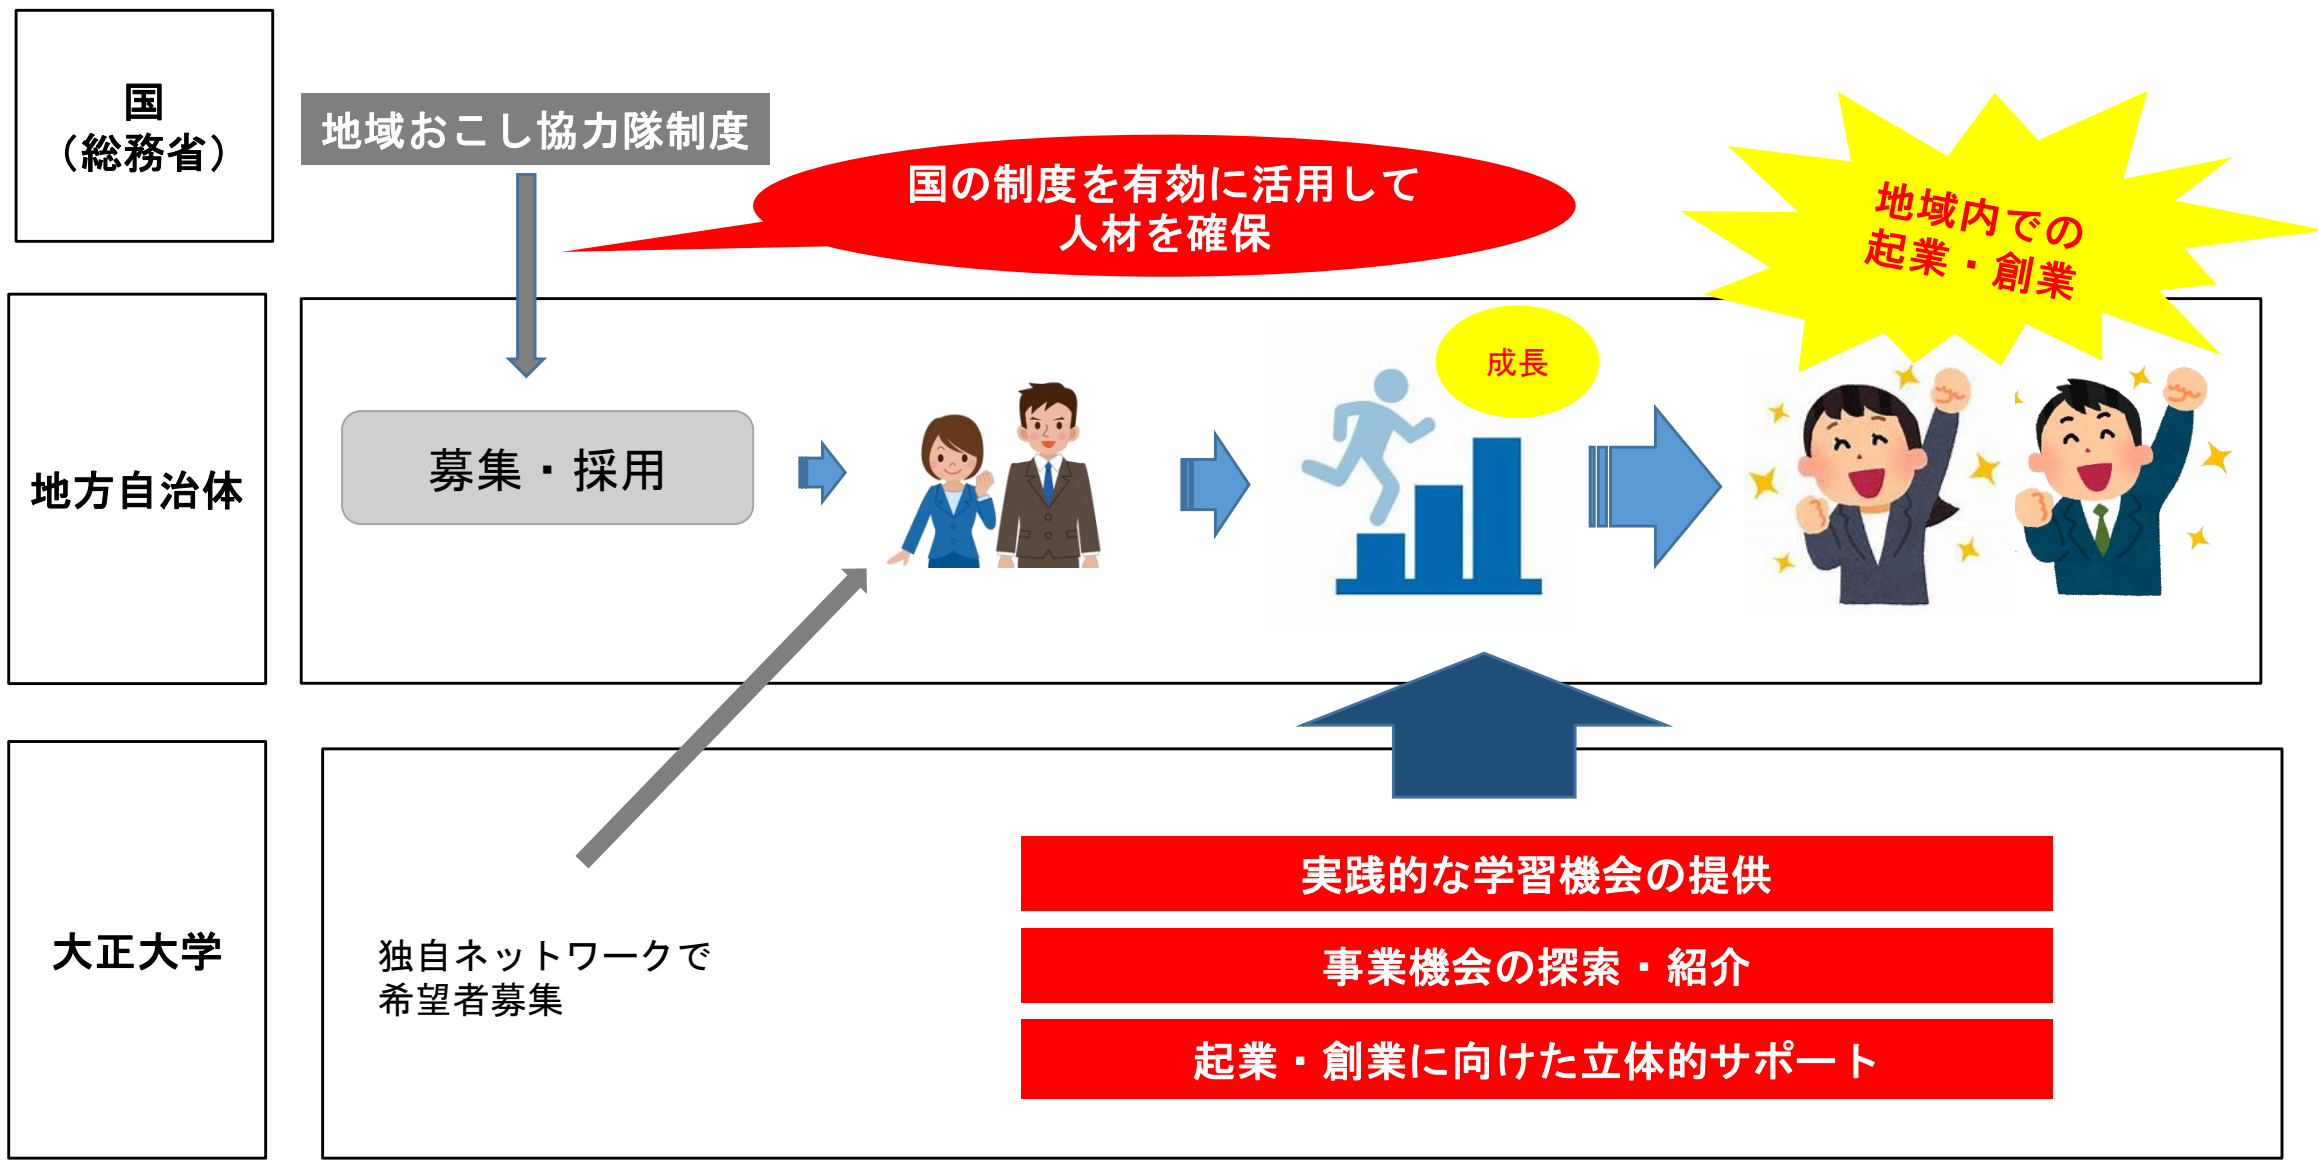 国
（総務省）
地域おこし協力隊制度
国の制度を有効に活用して
人材を確保
地域内での
起業・創業
地方自治体
募集・採用
成長
大正大学
独自ネットワークで
希望者募集
実践的な学習機会の提供
事業機会の探索・紹介
起業・創業に向けた立体的サポート